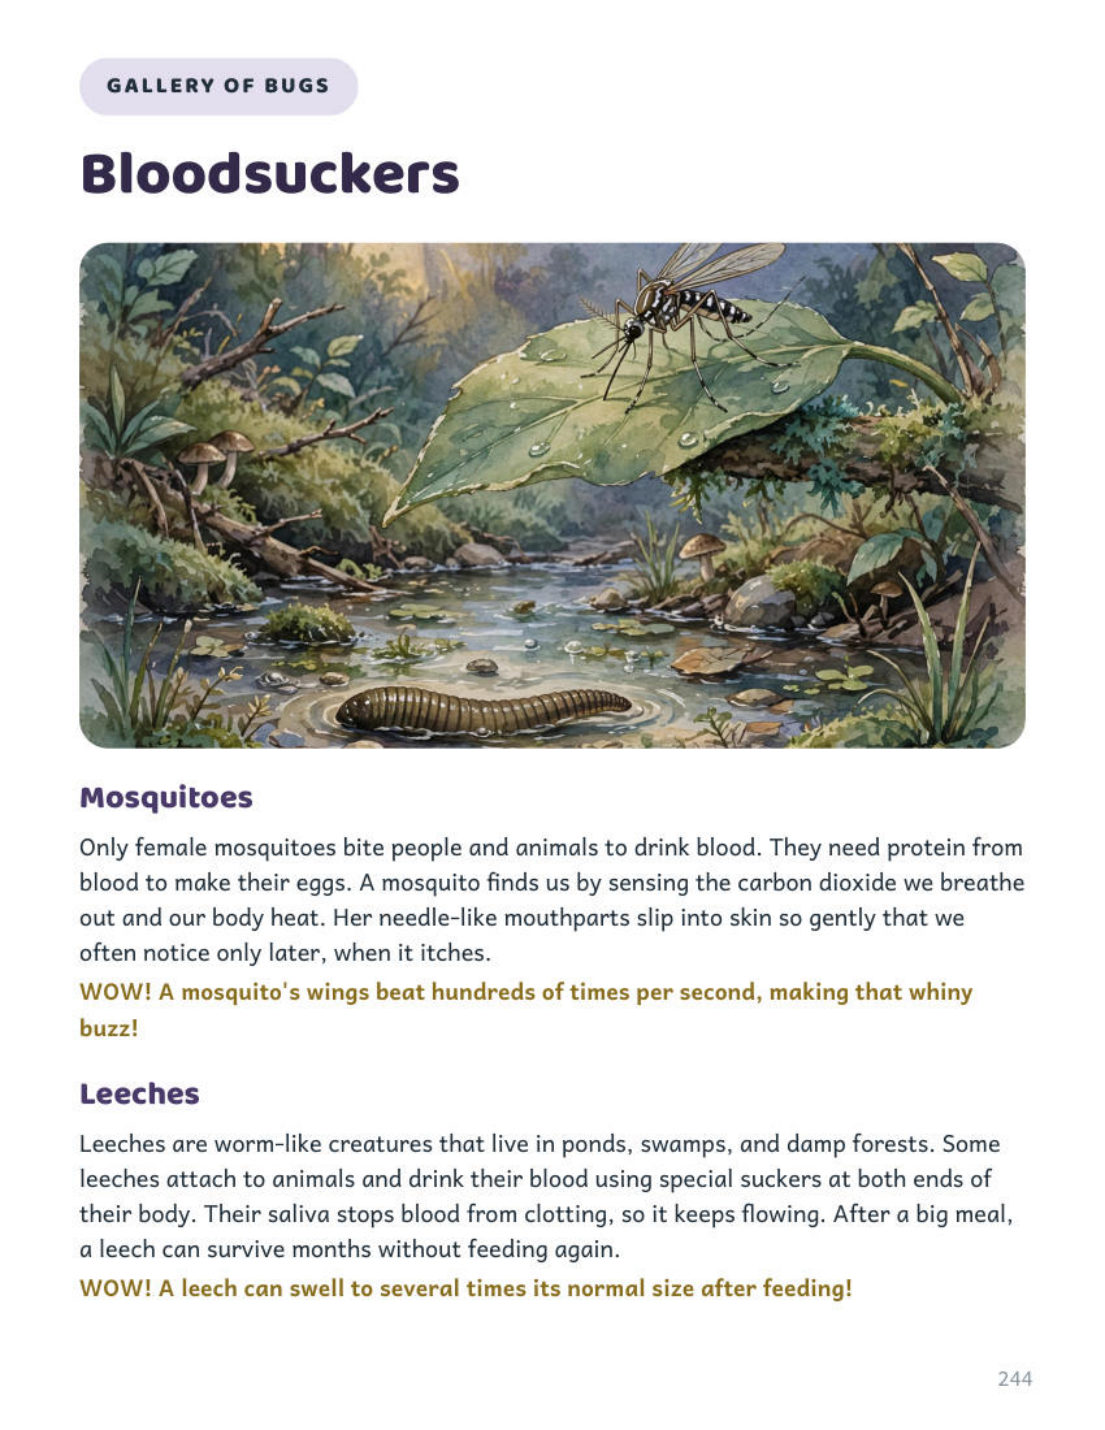 GALLERY OF BUGS
Bloodsuckers
Mosquitoes
Only female mosquitoes bite people and animals to drink blood. They need protein from
blood to make their eggs. A mosquito finds us by sensing the carbon dioxide we breathe
out and our body heat. Her needle-like mouthparts slip into skin so gently that we
often notice only later, when it itches.
WOW! A mosquito's wings beat hundreds of times per second, making that whiny
buzz!
Leeches
Leeches are worm-like creatures that live in ponds, swamps, and damp forests. Some
leeches attach to animals and drink their blood using special suckers at both ends of
their body. Their saliva stops blood from clotting, so it keeps flowing. After a big meal,
a leech can survive months without feeding again.
WOW! A leech can swell to several times its normal size after feeding!
244